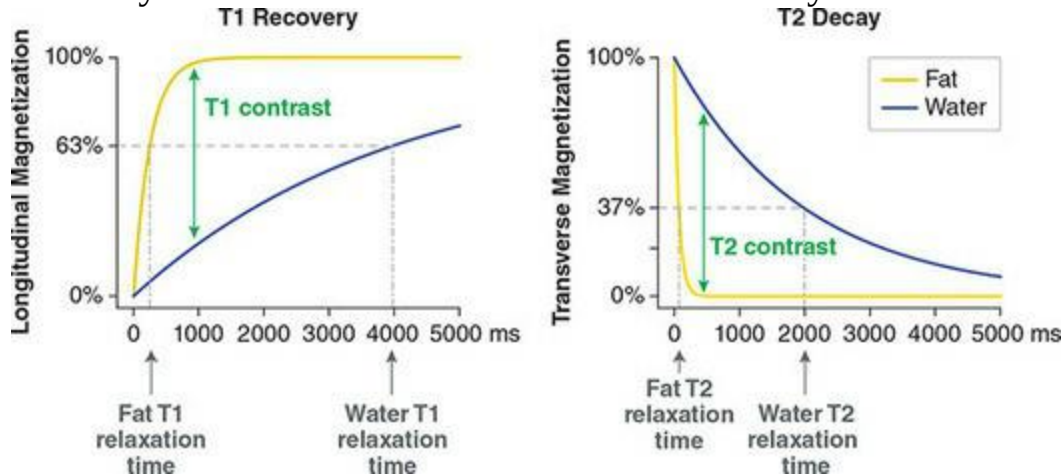 T1 Recovery
Longitudinal Magnetization
100%
63%
0%
T1 contrast
0 1000 2000 3000 4000 5000 ms
Fat T1
relaxation
time
Water T1
relaxation
time
T2 Decay
Transverse Magnetization
100%
37%
0%
Fat
Water
T2 contrast
0 1000 2000 3000 4000 5000 ms
Fat T2
relaxation
time
Water T2
relaxation
time